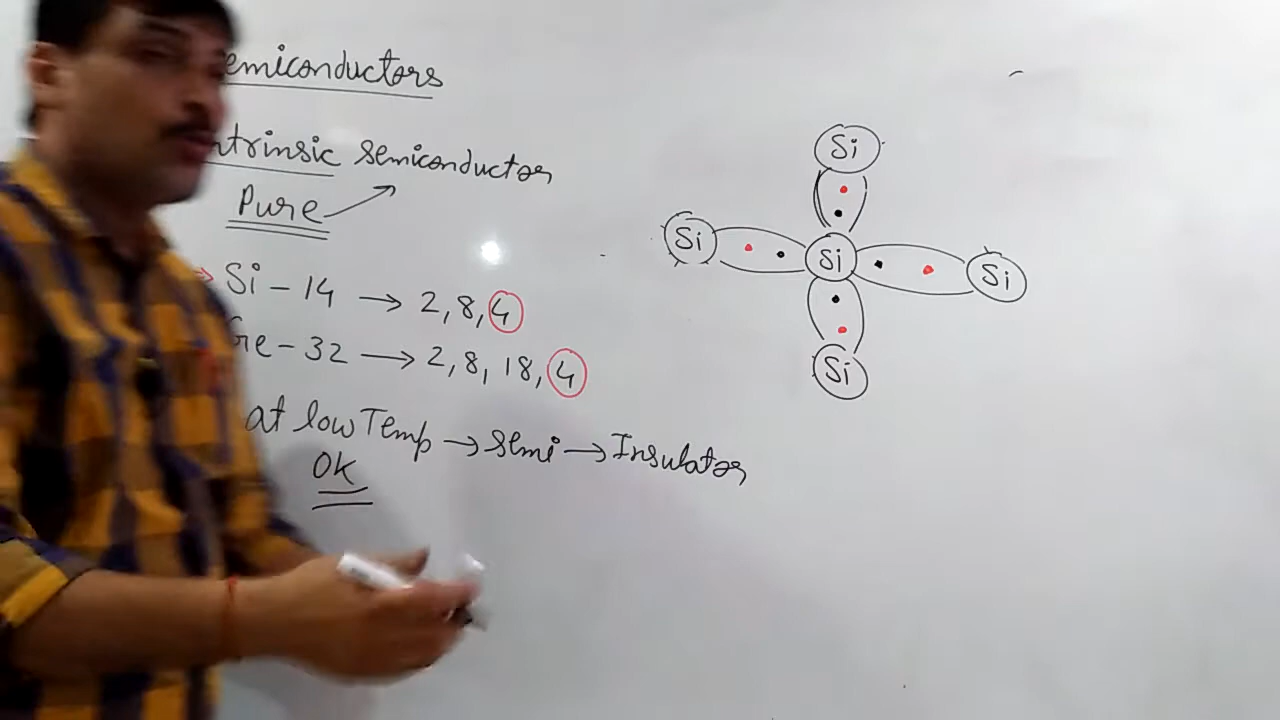 emiconductors
ntrinsic semiconductor
Pure
Si – 14 → 2, 8, 4
Ge – 32 → 2, 8, 18, 4
at low Temp → semi → Insulator
OK
Si
Si Si Si
Si